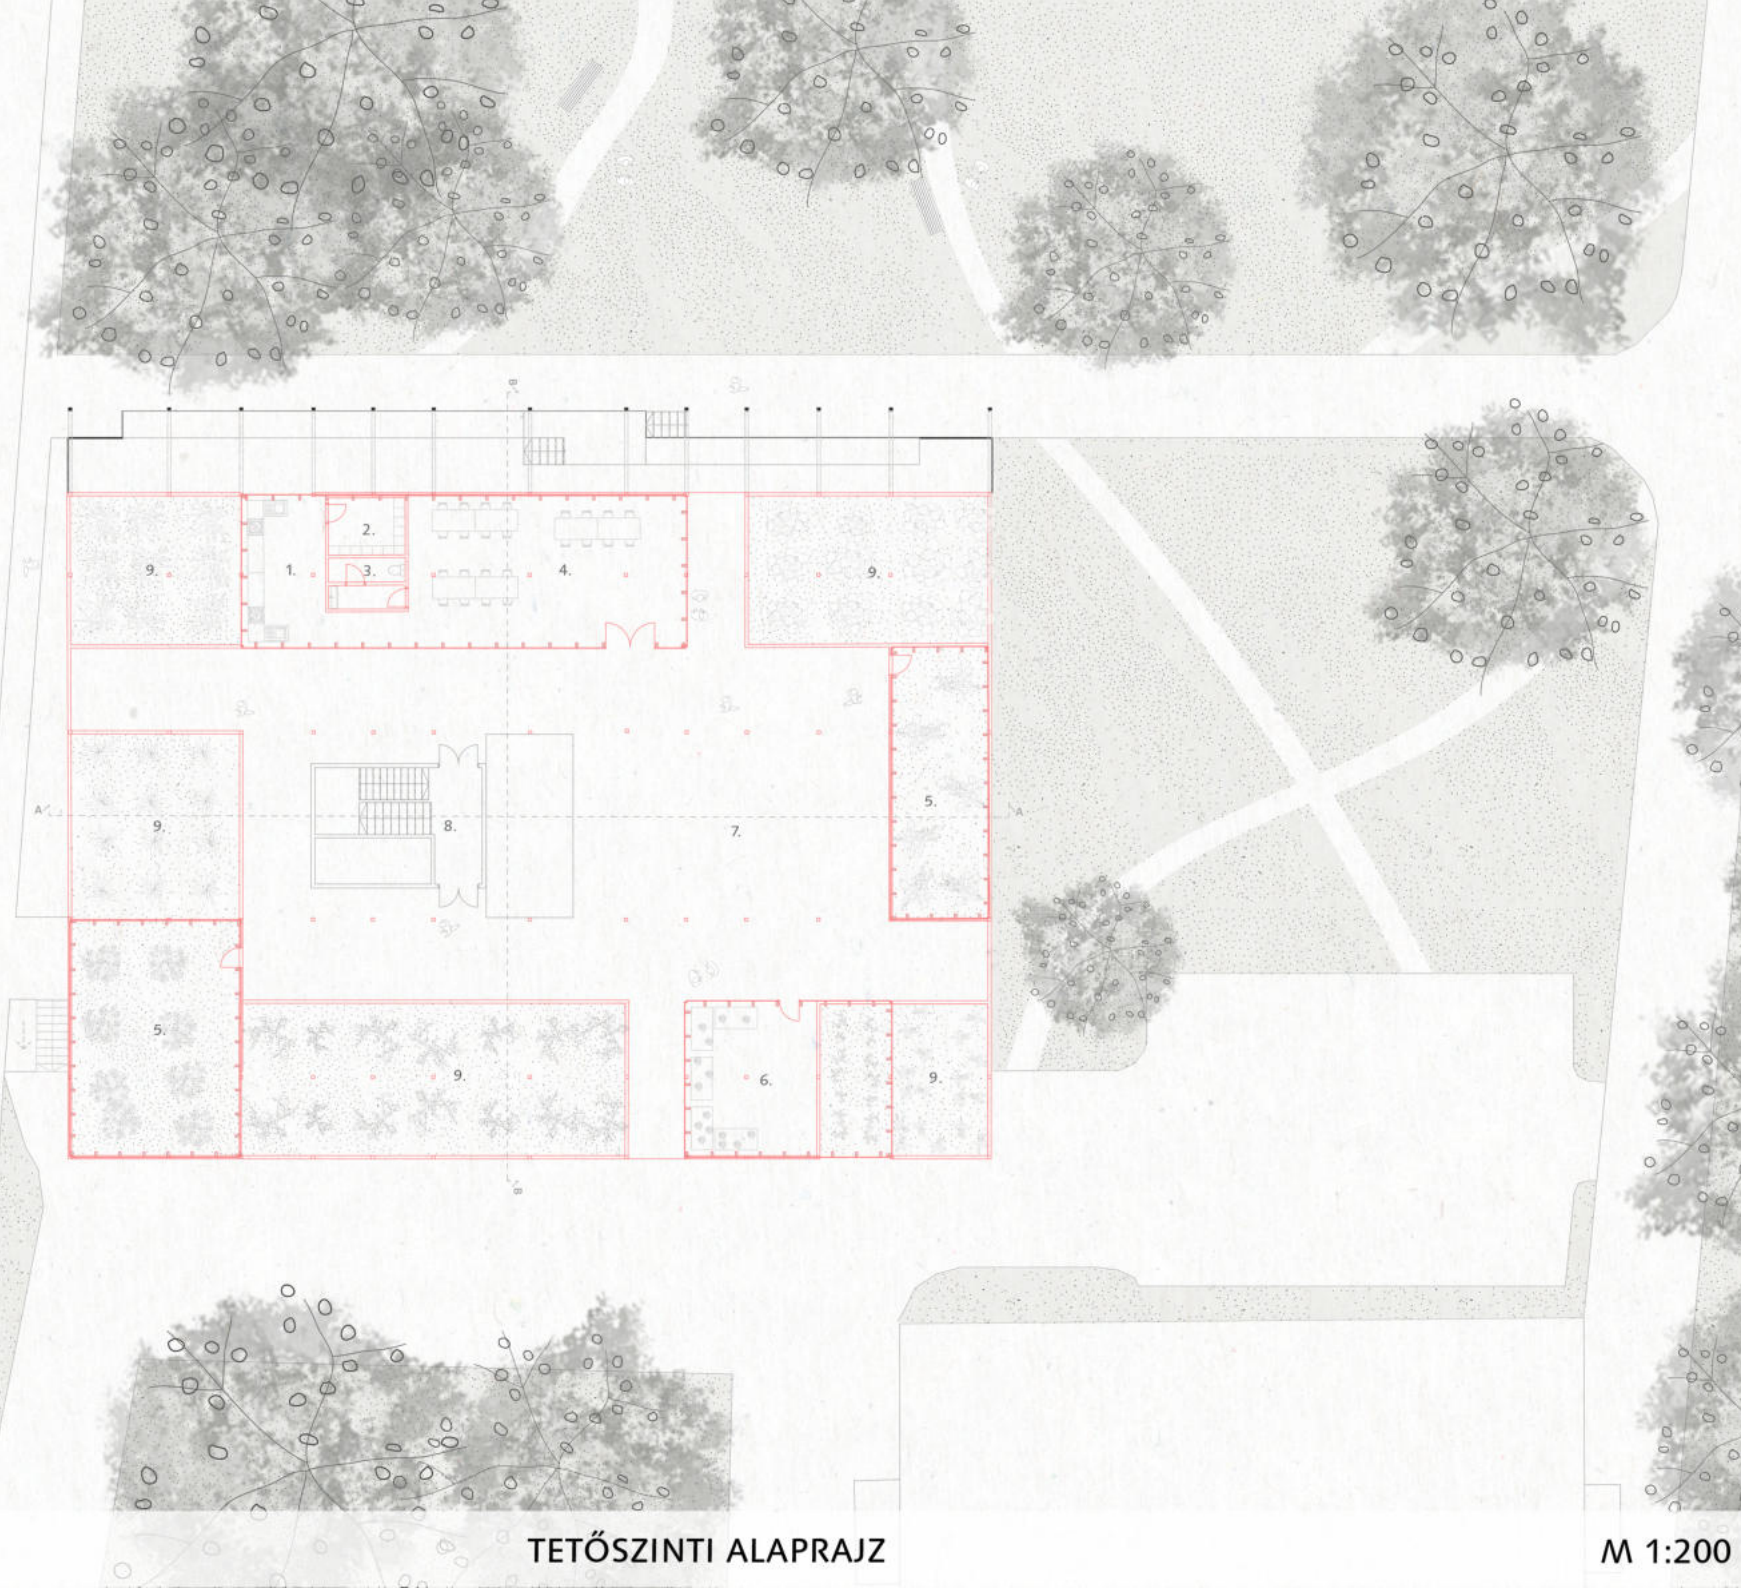 B
2.
9.
1.
3.
4.
9.
5.
A
9.
8.
7.
A
5.
9.
6.
9.
B
TETŐSZINTI ALAPRAJZ
M 1:200